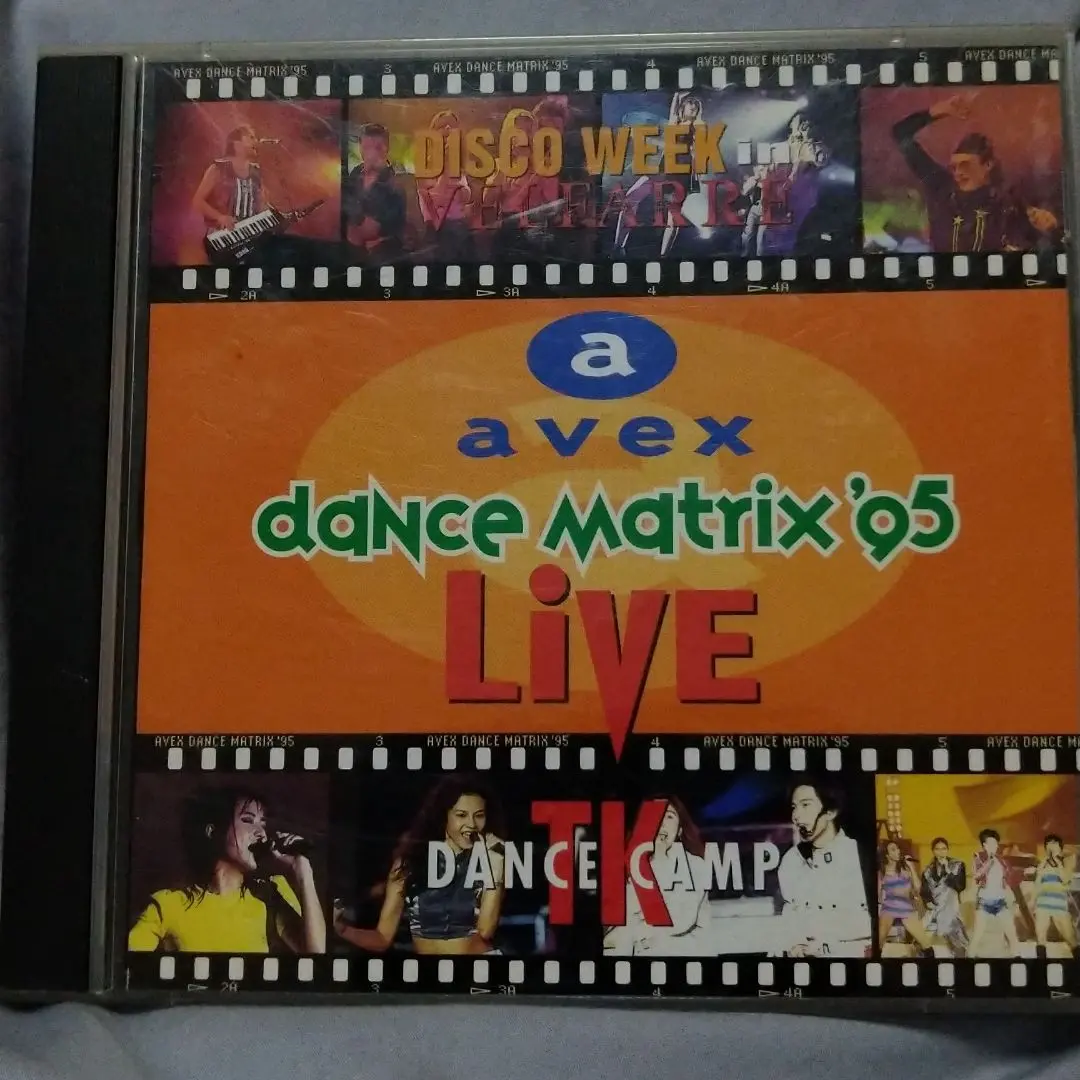 AVEX DANCE MATRIX '95 3 AVEX DANCE MATRIX '95 4 AVEX DANCE MATRIX '95 5 AVEX DANCE MA
DISCO WEEK in
VELFARRE
2A 3 3A 4 4A 5
a
avex
dance Matrix '95
LiVE
AVEX DANCE MATRIX '95 3 AVEX DANCE MATRIX '95 4 AVEX DANCE MATRIX '95 5 AVEX DANCE M
TK
DANCE CAMP
2A 3 3A 4 4A 5